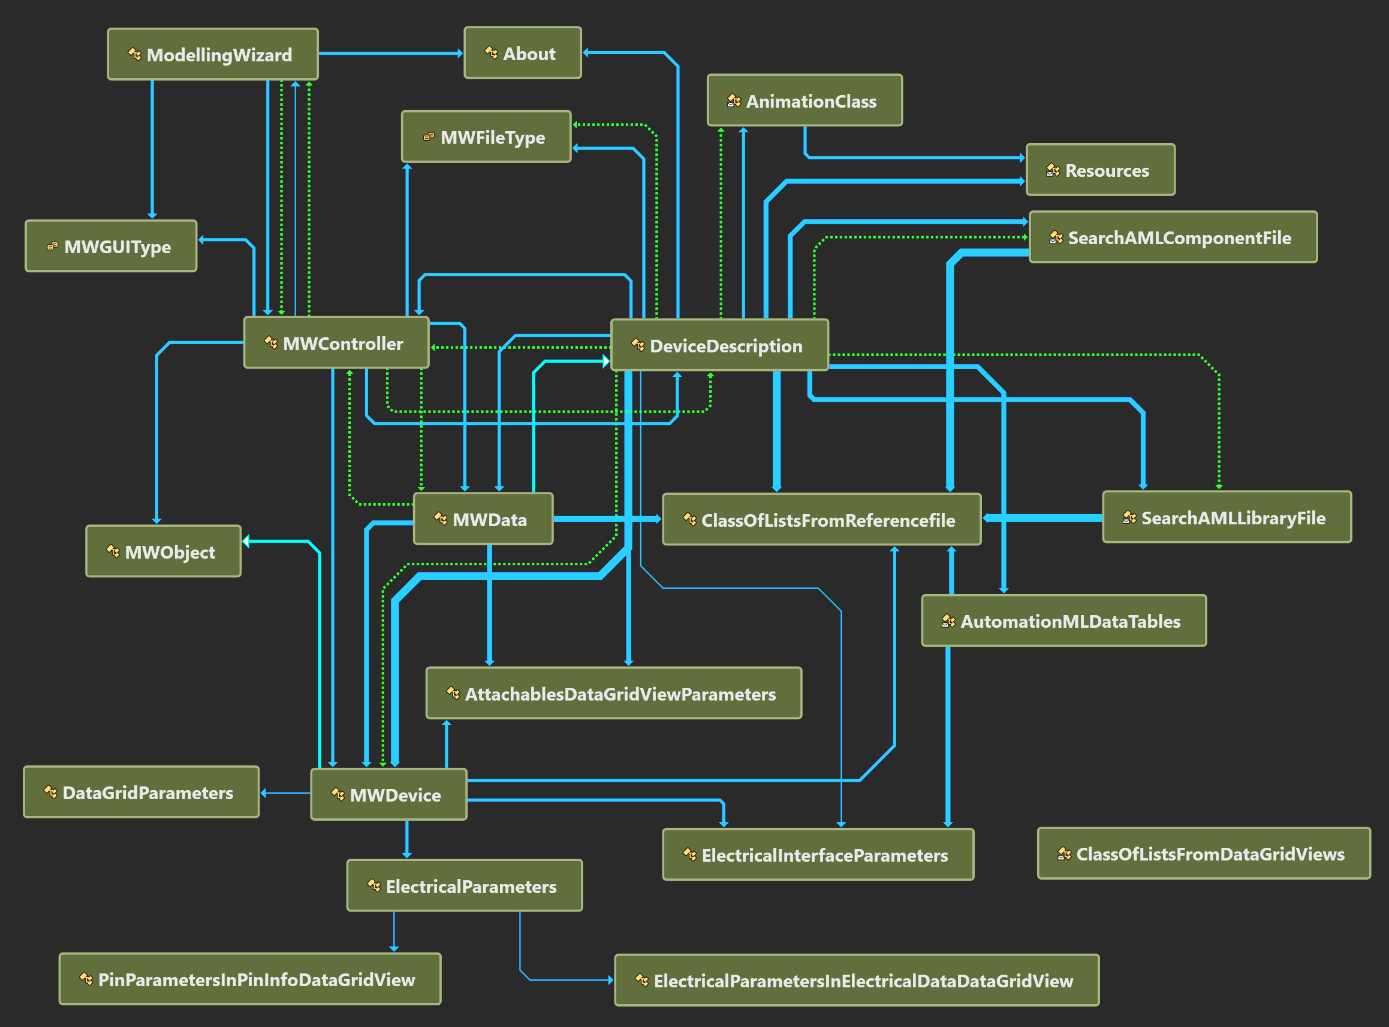 ModellingWizard
About
AnimationClass
MWFileType
Resources
MWGUIType
SearchAMLComponentFile
MWController
DeviceDescription
MWData
ClassOfListsFromReferencefile
SearchAMLLibraryFile
MWObject
AutomationMLDataTables
AttachablesDataGridViewParameters
DataGridParameters
MWDevice
ElectricalInterfaceParameters
ClassOfListsFromDataGridViews
ElectricalParameters
PinParametersInPinInfoDataGridView
ElectricalParametersInElectricalDataDataGridView